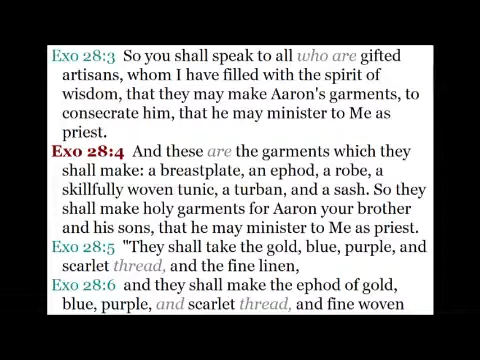 Exo 28:3 So you shall speak to all who are gifted
artisans, whom I have filled with the spirit of
wisdom, that they may make Aaron's garments, to
consecrate him, that he may minister to Me as
priest.
Exo 28:4 And these are the garments which they
shall make: a breastplate, an ephod, a robe, a
skillfully woven tunic, a turban, and a sash. So they
shall make holy garments for Aaron your brother
and his sons, that he may minister to Me as priest.
Exo 28:5 "They shall take the gold, blue, purple, and
scarlet thread, and the fine linen,
Exo 28:6 and they shall make the ephod of gold,
blue, purple, and scarlet thread, and fine woven